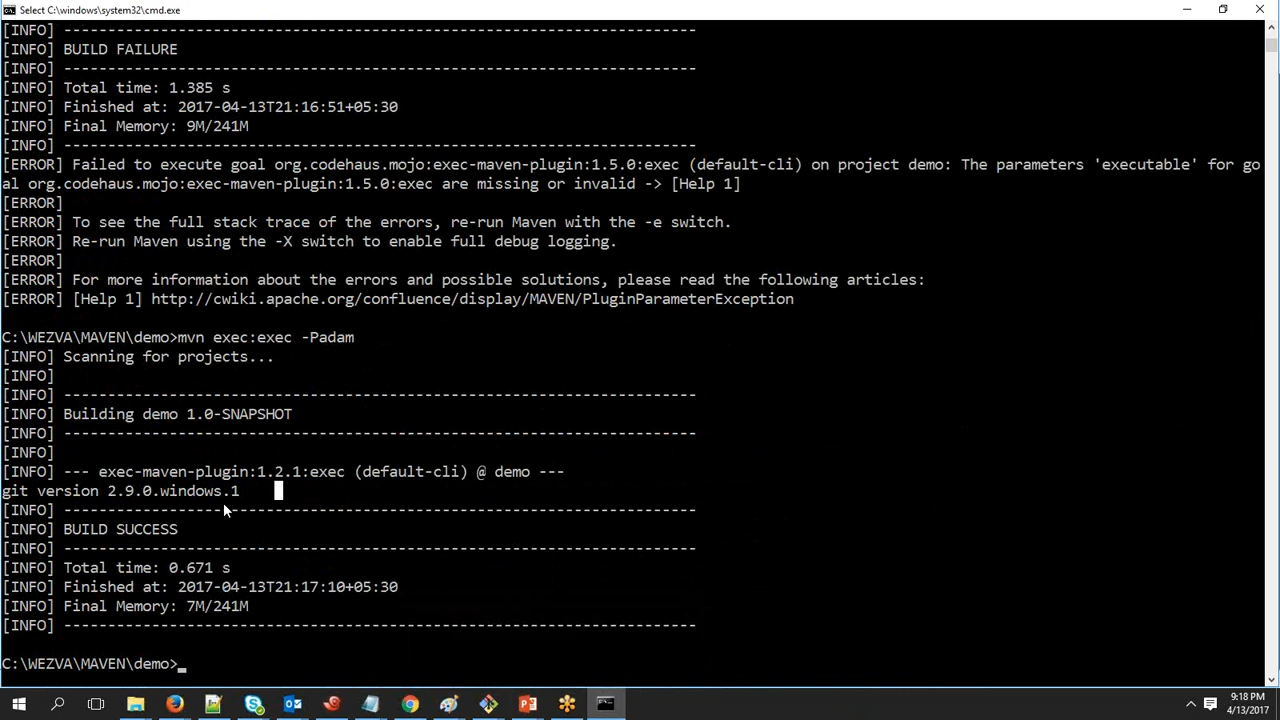 Select C:\windows\system32\cmd.exe
[INFO] ------------------------------------------------------------------------
[INFO] BUILD FAILURE
[INFO] ------------------------------------------------------------------------
[INFO] Total time: 1.385 s
[INFO] Finished at: 2017-04-13T21:16:51+05:30
[INFO] Final Memory: 9M/241M
[INFO] ------------------------------------------------------------------------
[ERROR] Failed to execute goal org.codehaus.mojo:exec-maven-plugin:1.5.0:exec (default-cli) on project demo: The parameters 'executable' for go
al org.codehaus.mojo:exec-maven-plugin:1.5.0:exec are missing or invalid -> [Help 1]
[ERROR]
[ERROR] To see the full stack trace of the errors, re-run Maven with the -e switch.
[ERROR] Re-run Maven using the -X switch to enable full debug logging.
[ERROR]
[ERROR] For more information about the errors and possible solutions, please read the following articles:
[ERROR] [Help 1] http://cwiki.apache.org/confluence/display/MAVEN/PluginParameterException
C:\WEZVA\MAVEN\demo>mvn exec:exec -Padam
[INFO] Scanning for projects...
[INFO]
[INFO] ------------------------------------------------------------------------
[INFO] Building demo 1.0-SNAPSHOT
[INFO] ------------------------------------------------------------------------
[INFO]
[INFO] --- exec-maven-plugin:1.2.1:exec (default-cli) @ demo ---
git version 2.9.0.windows.1
[INFO] ------------------------------------------------------------------------
[INFO] BUILD SUCCESS
[INFO] ------------------------------------------------------------------------
[INFO] Total time: 0.671 s
[INFO] Finished at: 2017-04-13T21:17:10+05:30
[INFO] Final Memory: 7M/241M
[INFO] ------------------------------------------------------------------------
C:\WEZVA\MAVEN\demo>
9:18 PM
4/13/2017